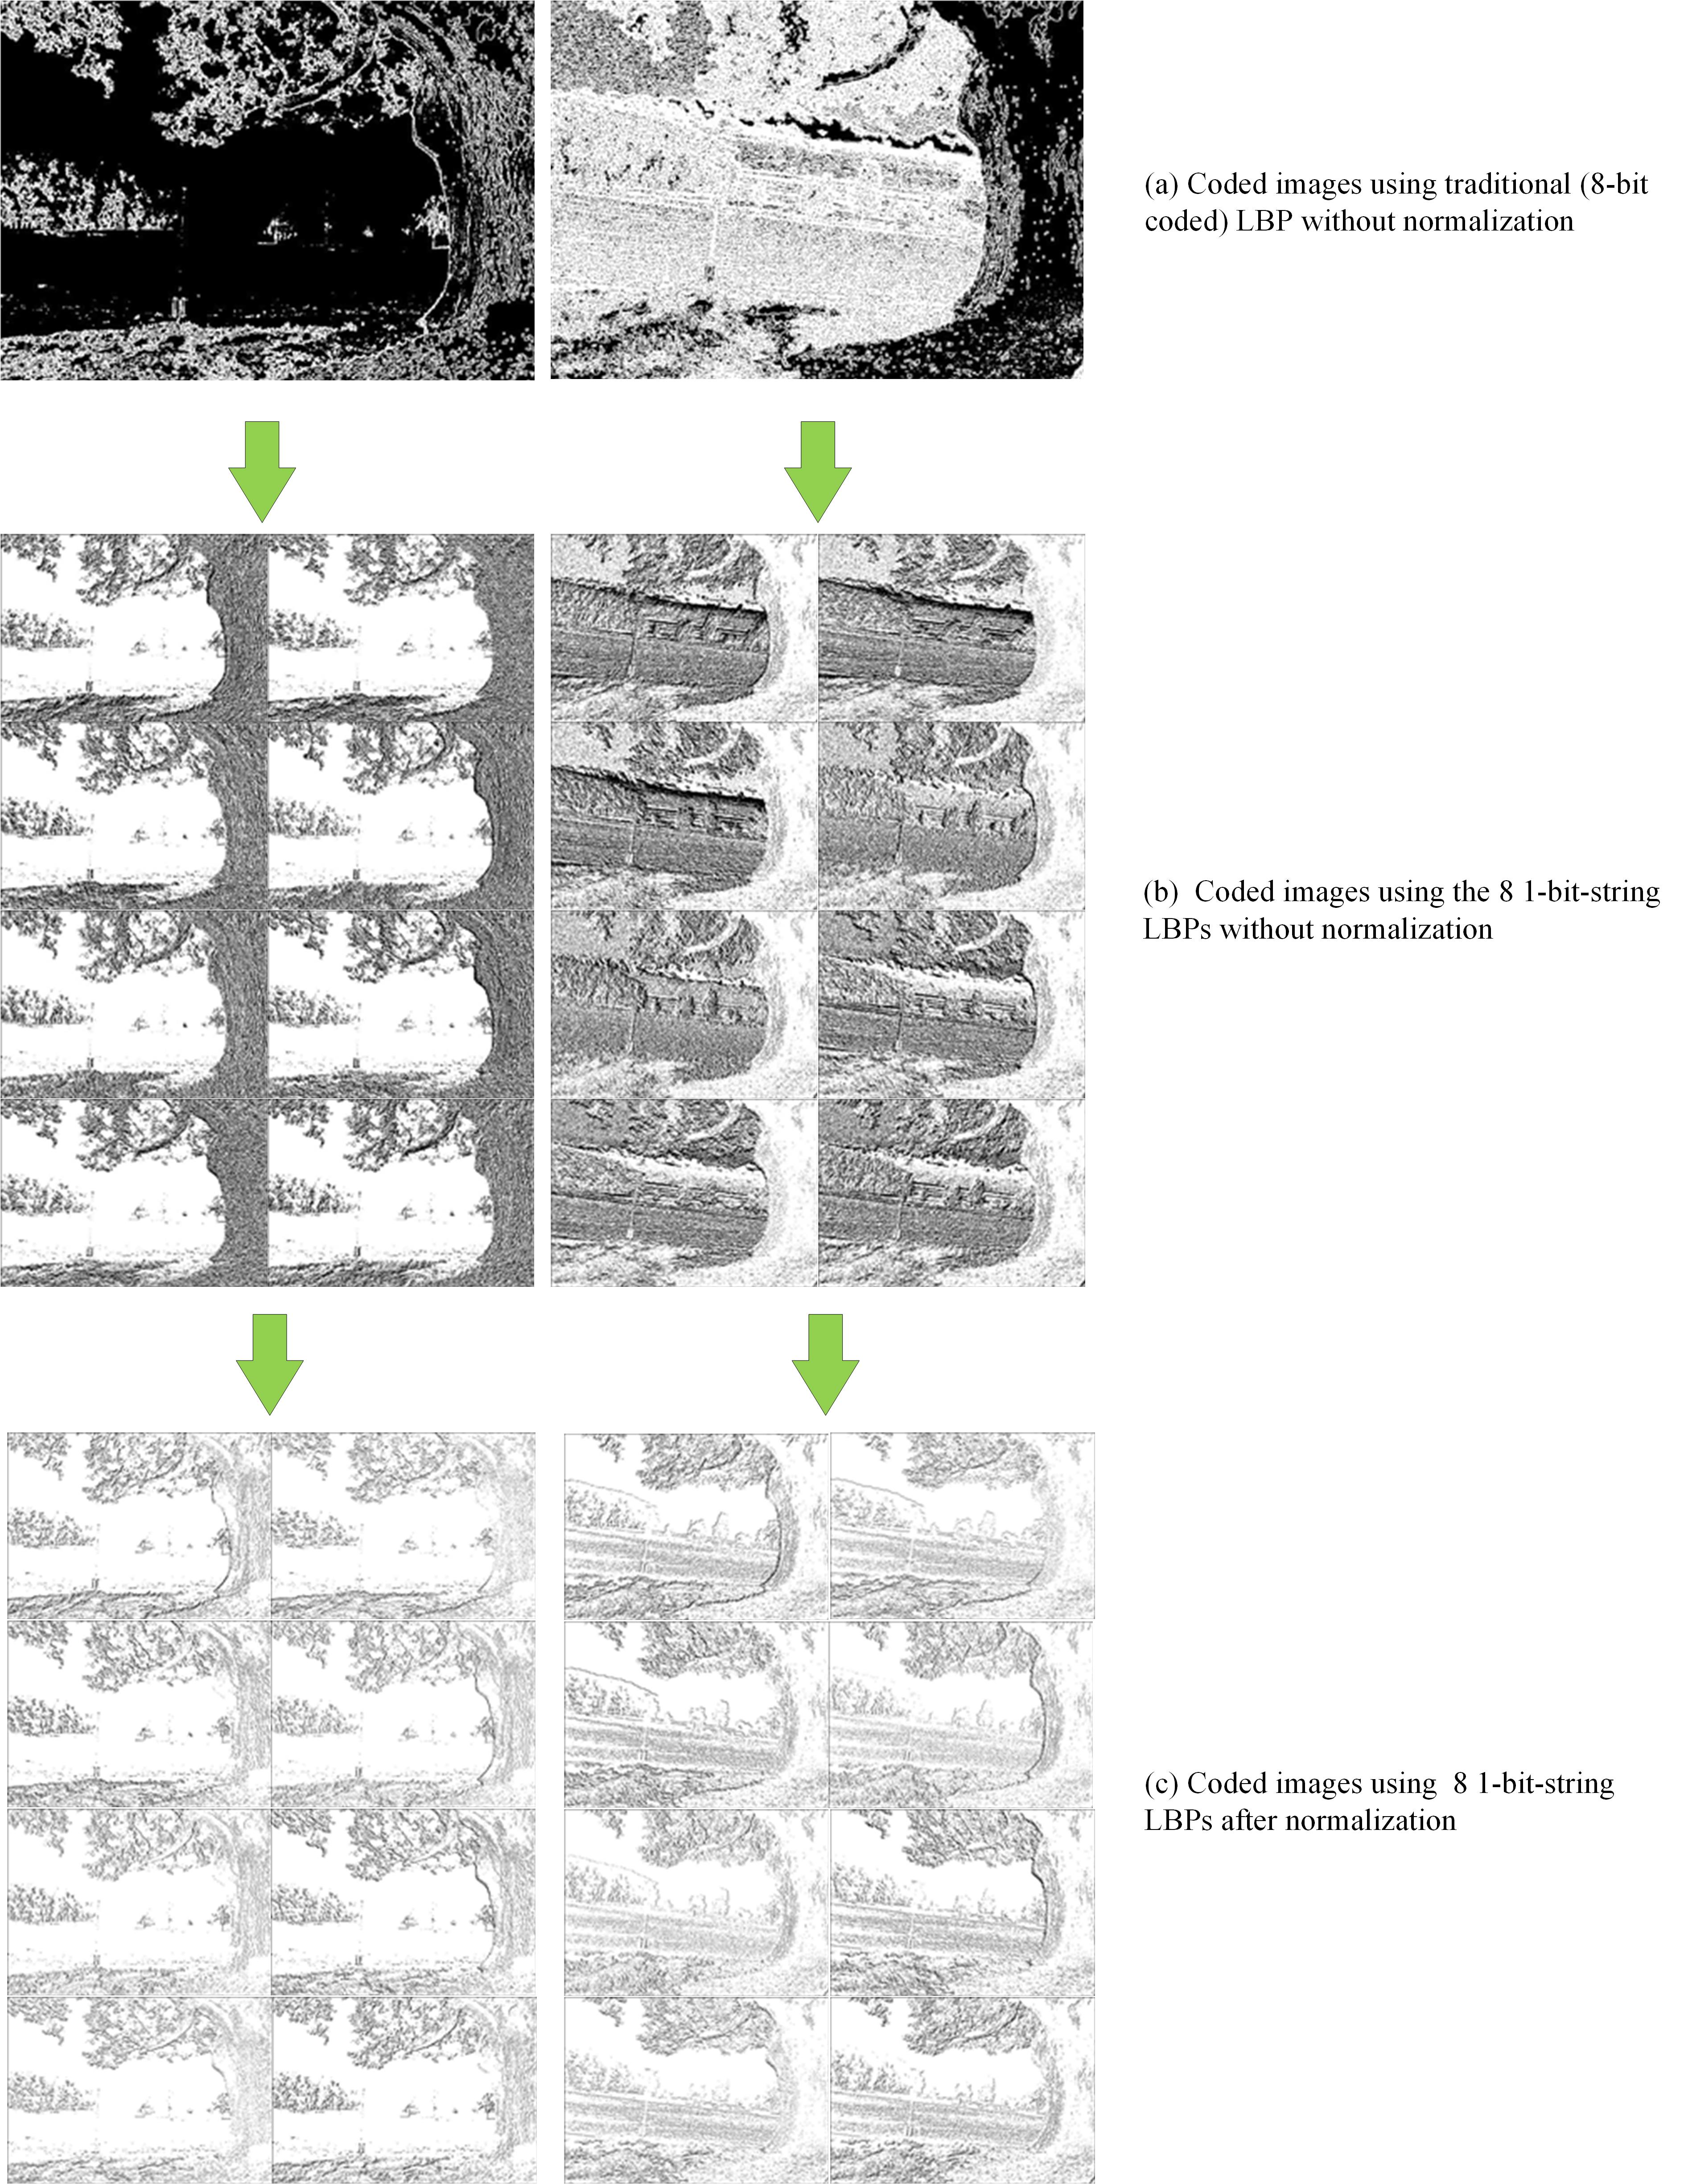 (a) Coded images using traditional (8-bit
coded) LBP without normalization
(b) Coded images using the 8 1-bit-string
LBPs without normalization
(c) Coded images using 8 1-bit-string
LBPs after normalization